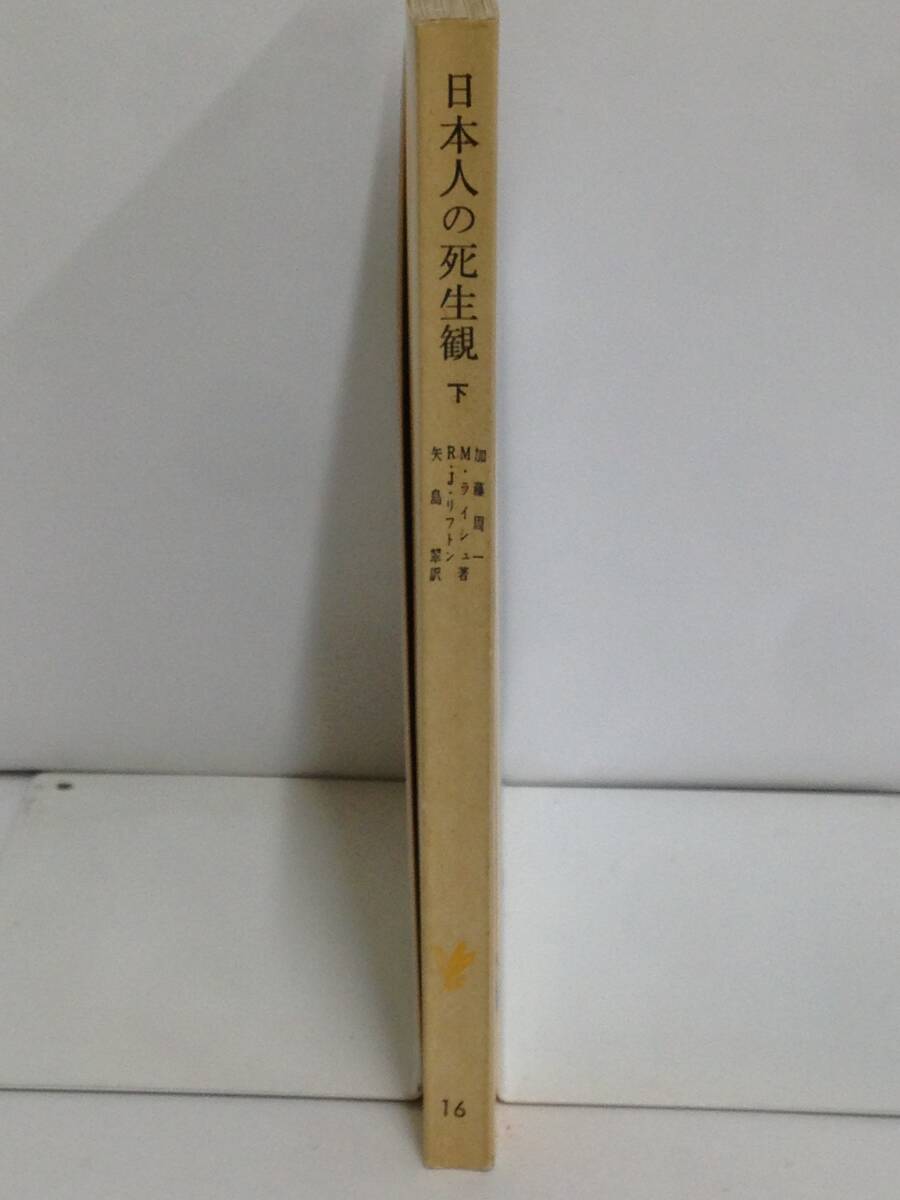 日本人の死生観 下
加藤周一
M・ライシュ著
R・J・リフトン
矢島翠訳
16